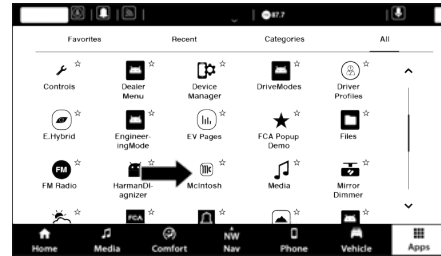 87.7
Favorites Recent Categories All
Controls Dealer Menu Device Manager DriveModes Driver Profiles
E.Hybrid Engineer-ingMode EV Pages FCA Popup Demo Files
FM
FM Radio HarmanDi-agnizer McIntosh Media Mirror Dimmer
FCA
NW
Home Media Comfort Nav Phone Vehicle Apps